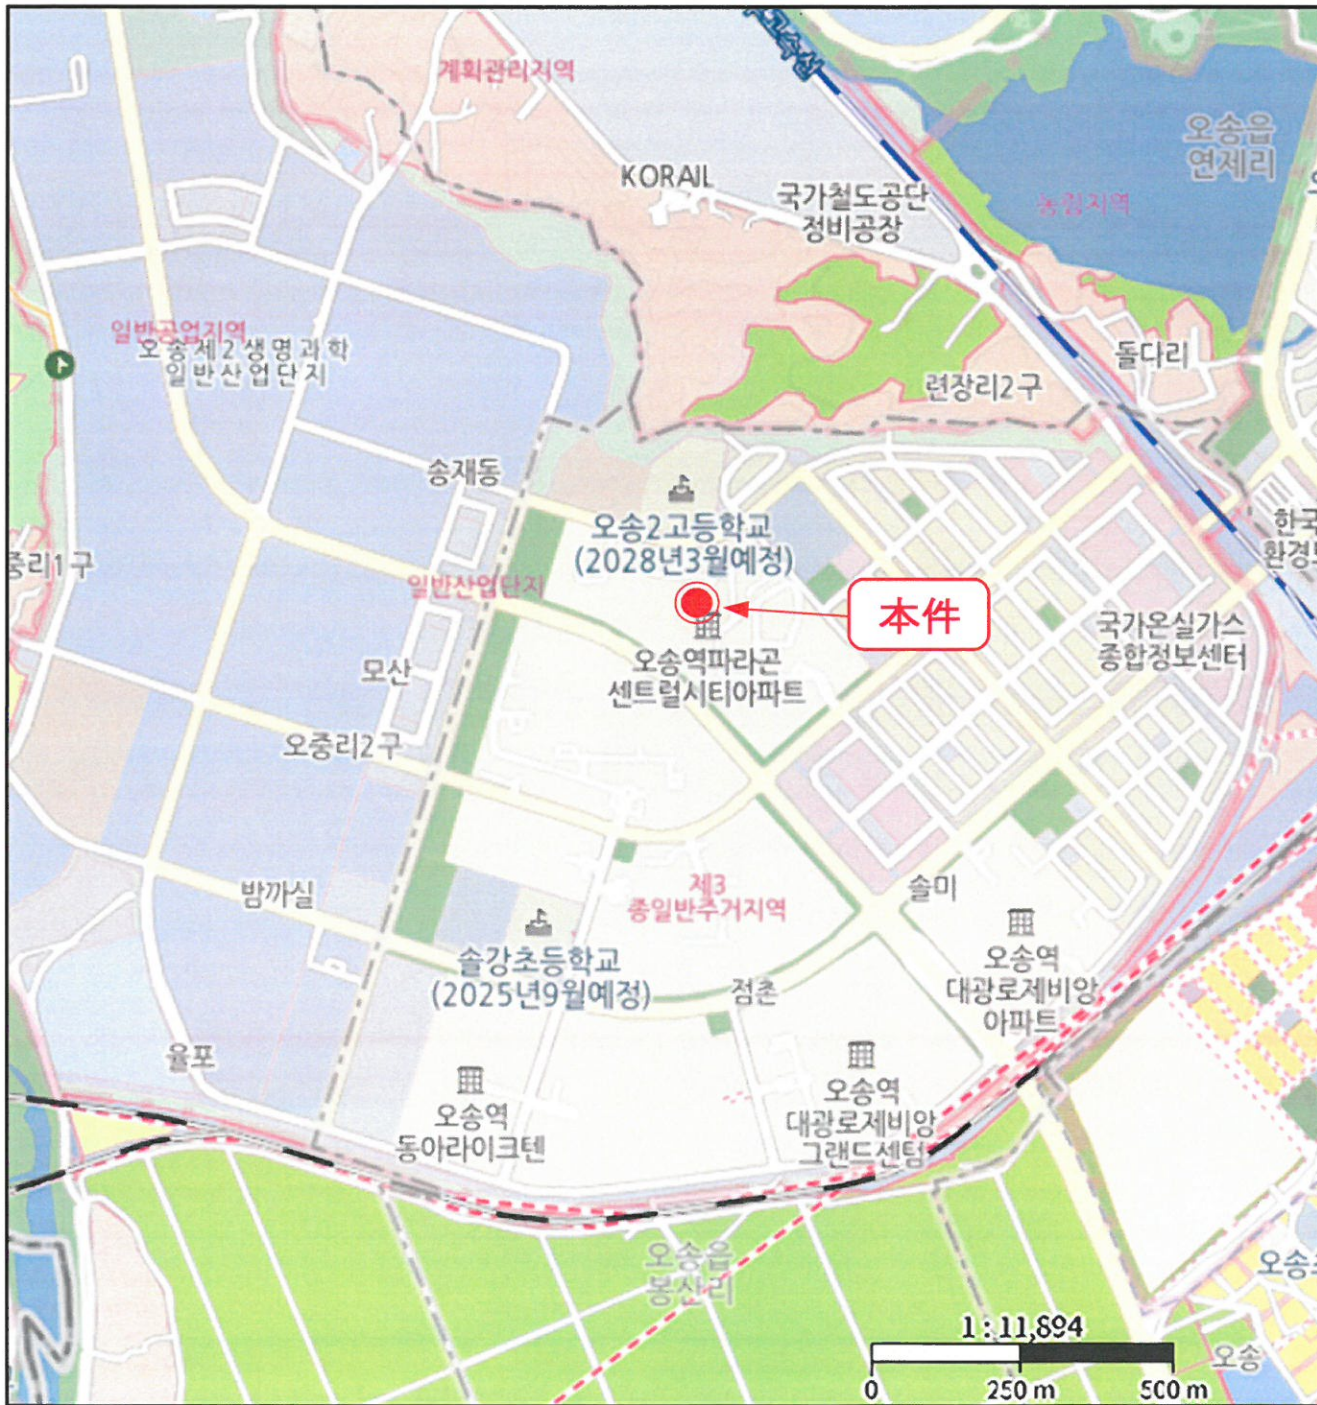 계획관리지역
오송읍
연제리
KORAIL
국가철도공단
정비공장
농림지역
일반공업지역
오송제2생명과학
일반산업단지
돌다리
련장리2구
송재동
오송2고등학교
(2028년3월예정)
중리1구
한국
일반산업단지
本件
국가온실가스
종합정보센터
오송역파라곤
센트럴시티아파트
모산
오중리2구
제3
종일반주거지역
솔미
밤까실
솔강초등학교
(2025년9월예정)
점촌
오송역
대광로제비앙
아파트
율포
오송역
동아라이크텐
오송역
대광로제비앙
그랜드센텀
오송읍
봉산리
1 : 11,894
오송
0 250 m 500 m